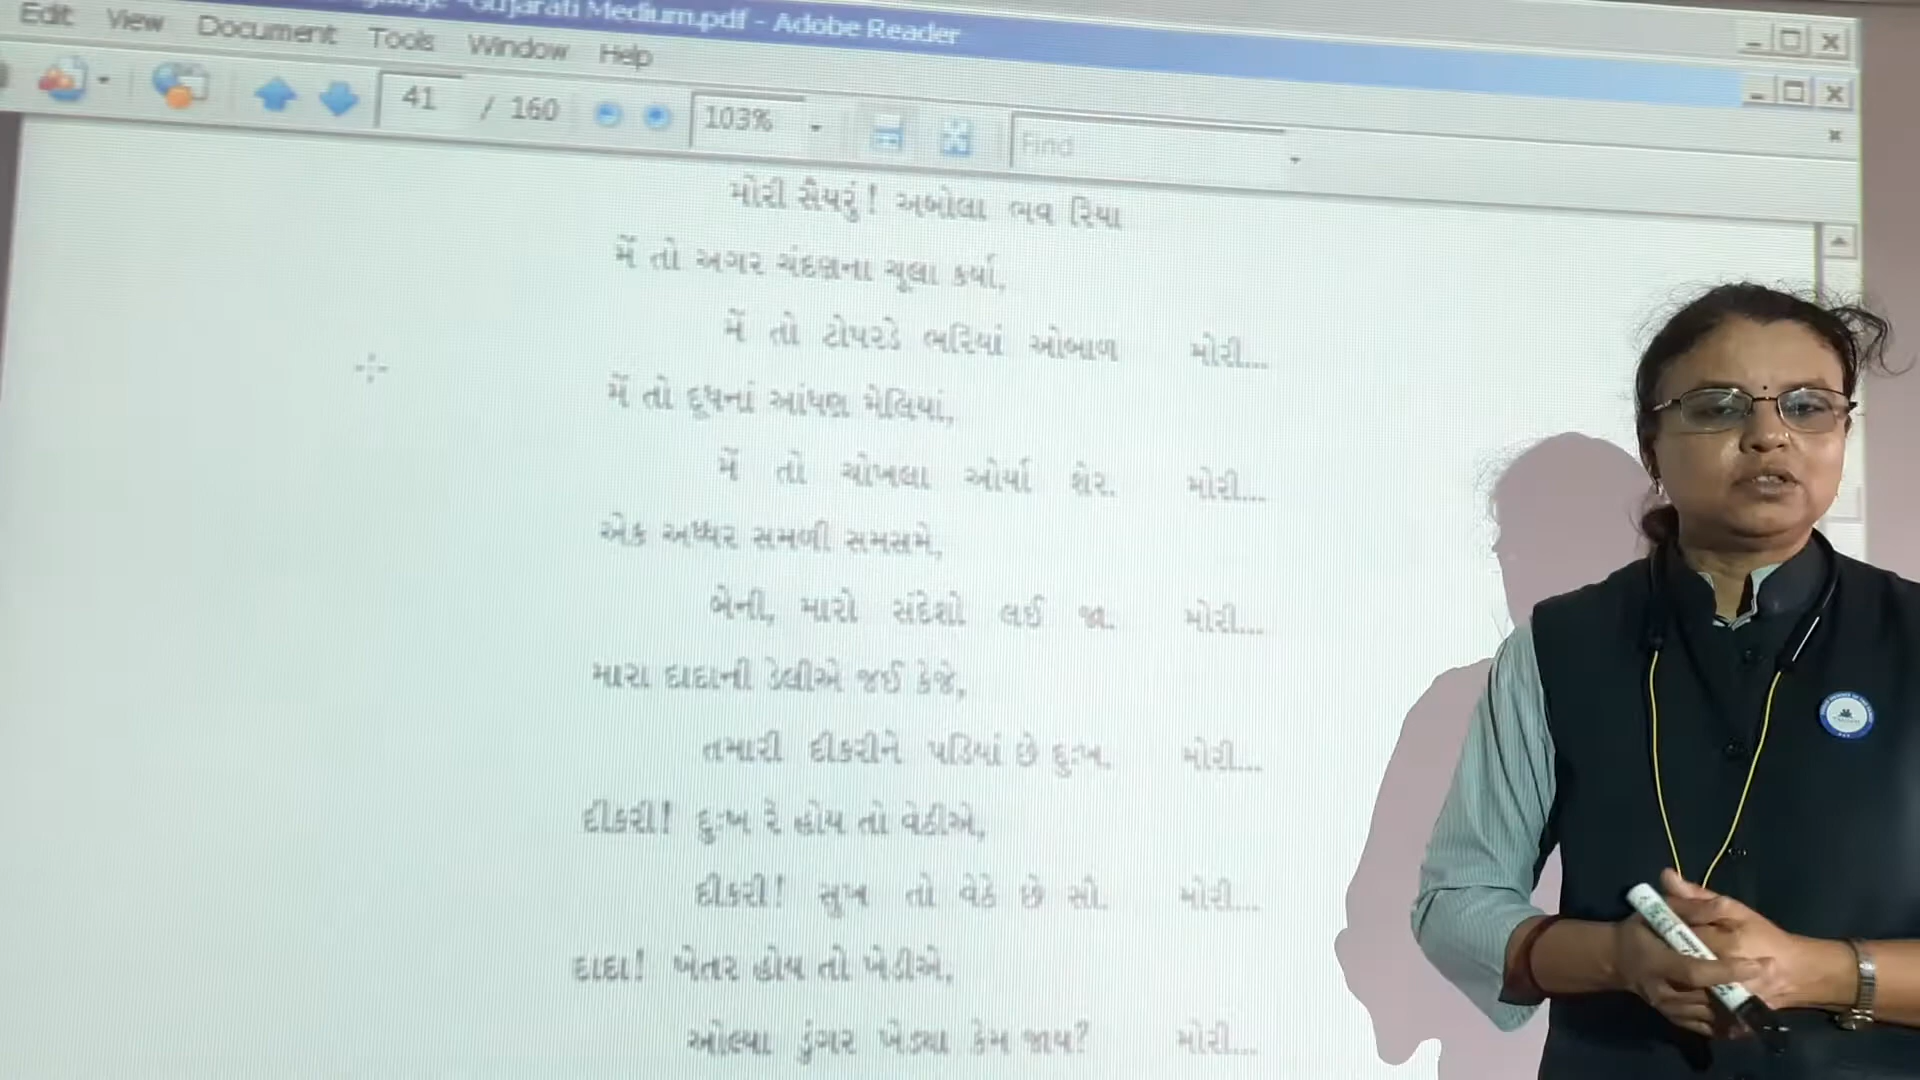 Gujarati Medium.pdf - Adobe Reader
Edit View Document Tools Window Help
41 / 160 103% Find
મોરી સૈયરું! અબોલા ભવ રિયા
મેં તો અગર ચંદણના ચૂલા કર્યા,
મેં તો ટોપરડે ભરિયાં ઓબાળ મોરી...
મેં તો દૂધનાં આંધણ મેલિયાં,
મેં તો ચોખલા ઓર્યા શેર. મોરી...
એક અધ્ધર સમળી સમસમે,
બેની, મારો સંદેશો લઈ જા. મોરી...
મારા દાદાની ડેલીએ જઈ કેજે,
તમારી દીકરીને પડિયાં છે દુઃખ. મોરી...
દીકરી! દુઃખ રે હોય તો વેઠીએ,
દીકરી! સુખ તો વેઠે છે સૌ. મોરી...
દાદા! ખેતર હોય તો ખેડીએ,
ઓલ્યા ડુંગર ખેડ્યા કેમ જાય? મોરી...